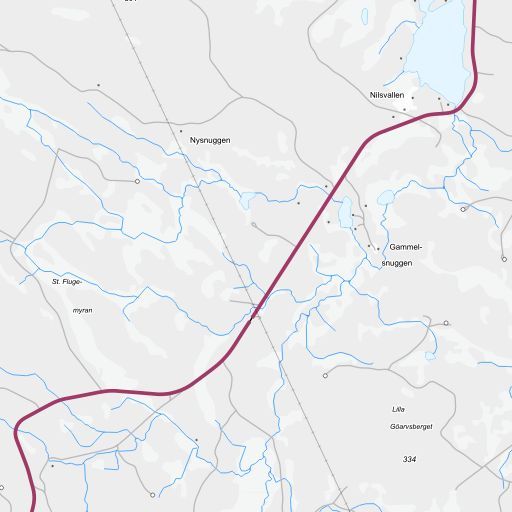 Nilsvallen
Nysnuggen
Gammel-
snuggen
St. Fluge-
myran
Lilla
Göarvsberget
334